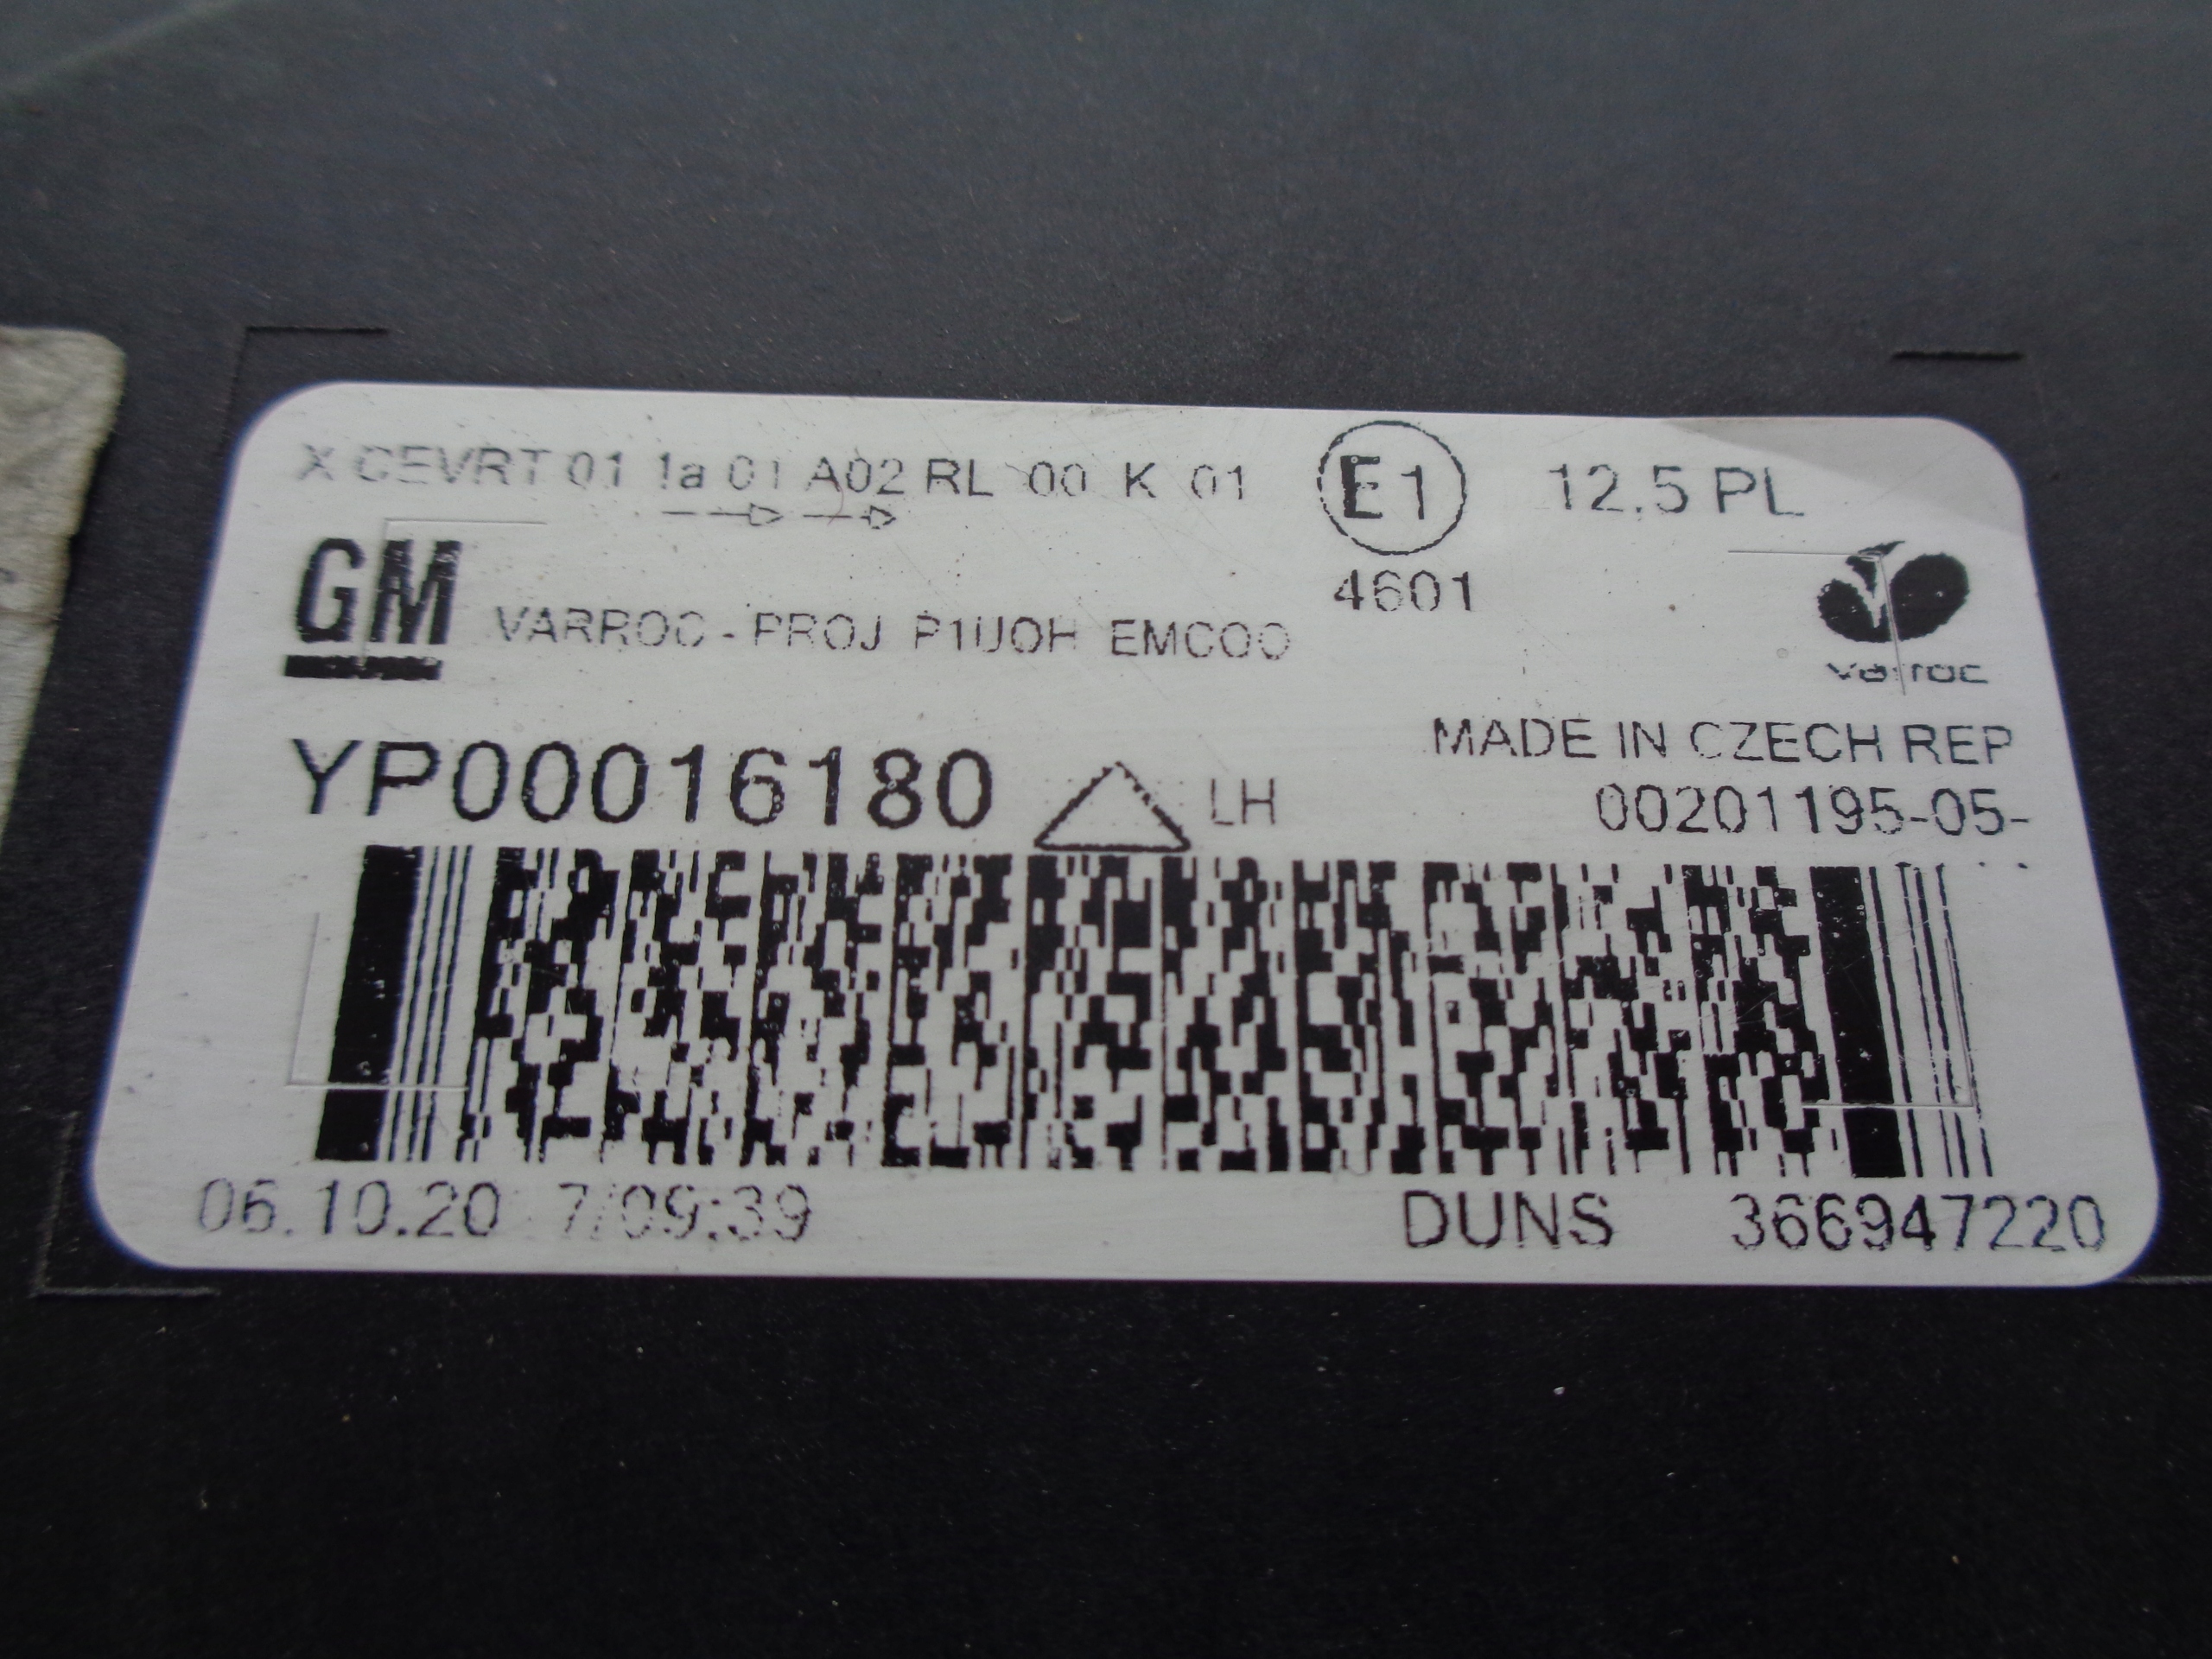 X CEVRT 01 1a 01 A02 RL 00 K 01 E1 12.5 PL
4601
GM
VARROC - PROJ P1UOH EMCOO
Varroc
MADE IN CZECH REP
YP00016180 LH
00201195-05-
06.10.20 7/09:39
DUNS 366947220